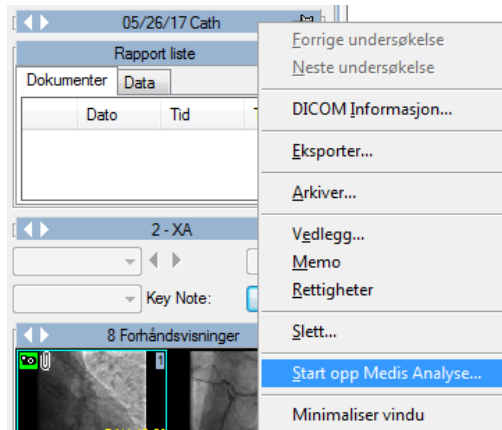 05/26/17 Cath
Rapport liste
Dokumenter Data
Dato Tid
2 - XA
Key Note:
8 Forhåndsvisninger
1
Forrige undersøkelse
Neste undersøkelse
DICOM Informasjon...
Eksporter...
Arkiver...
Vedlegg...
Memo
Rettigheter
Slett...
Start opp Medis Analyse...
Minimaliser vindu